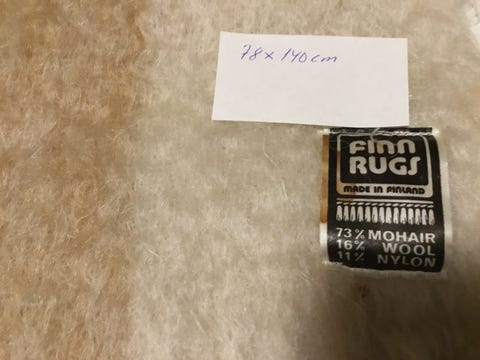 78 x 140 cm
FINN
RUGS
MADE IN FINLAND
73% MOHAIR
16% WOOL
11% NYLON